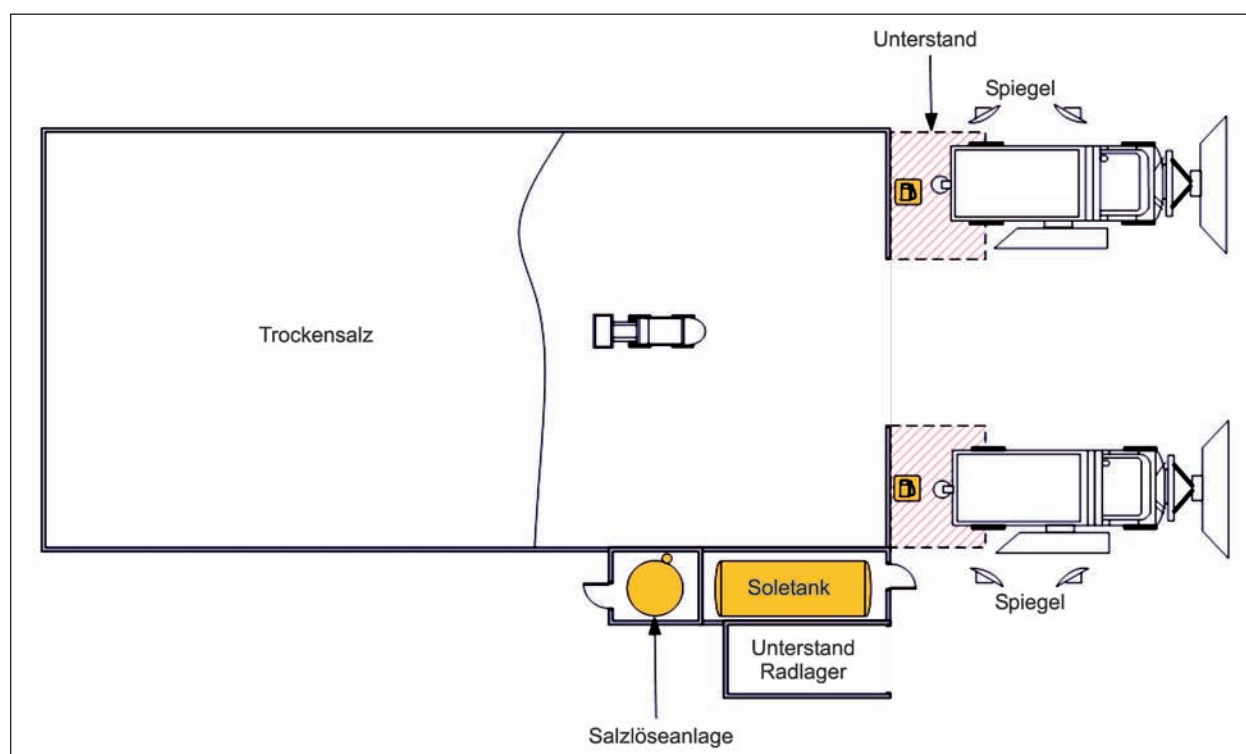 Unterstand
Spiegel
Trockensalz
Soletank
Spiegel
Unterstand
Radlager
Salzlöseanlage